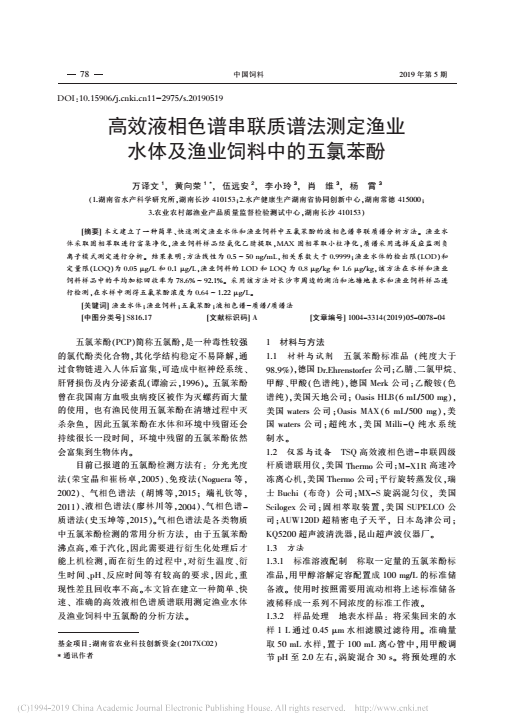 — 78 —
中国饲料
2019 年第 5 期
DOI:10.15906/j.cnki.cn11-2975/s.20190519
高效液相色谱串联质谱法测定渔业
水体及渔业饲料中的五氯苯酚
万译文 1, 黄向荣 1 *, 伍远安 2, 李小玲 3, 肖 维 3, 杨 霄 3
(1.湖南省水产科学研究所,湖南长沙 410153;2.水产健康生产湖南省协同创新中心,湖南常德 415000;
3.农业农村部渔业产品质量监督检验测试中心,湖南长沙 410153)
[摘要] 本文建立了一种简单、快速测定渔业水体和渔业饲料中五氯苯酚的液相色谱串联质谱分析方法。渔业水
体采取固相萃取进行富集净化,渔业饲料样品经氨化乙腈提取,MAX 固相萃取小柱净化,质谱采用选择反应监测负
离子模式测定进行分析。结果表明:方法线性为 0.5 ~ 50 ng/mL,相关系数大于 0.9999;渔业水体的检出限(LOD)和
定量限(LOQ)为 0.05 μg/L 和 0.1 μg/L,渔业饲料的 LOD 和 LOQ 为 0.8 μg/kg 和 1.6 μg/kg,该方法在水样和渔业
饲料样品中的平均加标回收率为 78.6% ~ 92.1%。采用该方法对长沙市周边的湖泊和池塘地表水和渔业饲料样品进
行检测,在水样中测得五氯苯酚浓度为 0.64 ~ 1.22 μg/L。
[关键词] 渔业水体;渔业饲料;五氯苯酚;液相色谱-质谱/质谱法
[中图分类号] S816.17 [文献标识码] A [文章编号] 1004-3314(2019)05-0078-04
五氯苯酚(PCP)简称五氯酚,是一种毒性较强
的氯代酚类化合物,其化学结构稳定不易降解,通
过食物链进入人体后富集,可造成中枢神经系统、
肝肾损伤及内分泌紊乱(谭渝云,1996)。五氯苯酚
曾在我国南方血吸虫病疫区被作为灭螺药而大量
的使用，也有渔民使用五氯苯酚在清塘过程中灭
杀杂鱼，因此五氯苯酚在水体和环境中残留还会
持续很长一段时间，环境中残留的五氯苯酚依然
会富集到生物体内。
目前已报道的五氯酚检测方法有：分光光度
法(荣宝晶和崔杨卓,2005)、免疫法(Noguera 等,
2002)、气相色谱法 (胡博等,2015; 端礼钦等,
2011)、液相色谱法(廖林川等,2004)、气相色谱-
质谱法(史玉坤等,2015)。气相色谱法是各类物质
中五氯苯酚检测的常用分析方法，由于五氯苯酚
沸点高,难于汽化,因此需要进行衍生化处理后才
能上机检测,而在衍生的过程中,对衍生温度、衍
生时间、pH、反应时间等有较高的要求，因此,重
现性差且回收率不高。本文旨在建立一种简单、快
速、准确的高效液相色谱质谱联用测定渔业水体
及渔业饲料中五氯酚的分析方法。
基金项目:湖南省农业科技创新资金(2017XC02)
* 通讯作者
1 材料与方法
1.1 材料与试剂 五氯苯酚标准品 (纯度大于
98.9%),德国 Dr.Ehrenstorfer 公司;乙腈、二氯甲烷、
甲醇、甲酸(色谱纯),德国 Merk 公司;乙酸铵(色
谱纯),美国天地公司; Oasis HLB(6 mL/500 mg),
美国 waters 公司;Oasis MAX(6 mL/500 mg),美
国 waters 公司;超纯水,美国 Milli-Q 纯水系统
制水。
1.2 仪器与设备 TSQ 高效液相色谱-串联四级
杆质谱联用仪,美国 Thermo 公司;M-X1R 高速冷
冻离心机,美国 Thermo 公司;平行旋转蒸发仪,瑞
士 Buchi (布奇) 公司;MX-S 旋涡混匀仪，美国
Scilogex 公司;固相萃取装置,美国 SUPELCO 公
司;AUW120D 超精密电子天平，日本岛津公司;
KQ5200 超声波清洗器,昆山超声波仪器厂。
1.3 方法
1.3.1 标准溶液配制 称取一定量的五氯苯酚标
准品,用甲醇溶解定容配置成 100 mg/L 的标准储
备液。使用时按照需要用流动相将上述标准储备
液稀释成一系列不同浓度的标准工作液。
1.3.2 样品处理 地表水样品: 将采集回来的水
样 1 L 通过 0.45 μm 水相滤膜过滤待用。准确量
取 50 mL 水样,置于 100 mL 离心管中,用甲酸调
节 pH 至 2.0 左右,涡旋混合 30 s。将预处理的水
(C)1994-2019 China Academic Journal Electronic Publishing House. All rights reserved. http://www.cnki.net